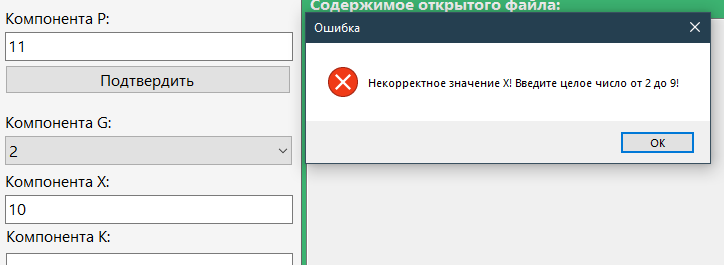 Содержимое открытого файла:
Компонента P:
11
Подтвердить
Компонента G:
2
Компонента X:
10
Компонента K:
Ошибка
Некорректное значение X! Введите целое число от 2 до 9!
OK